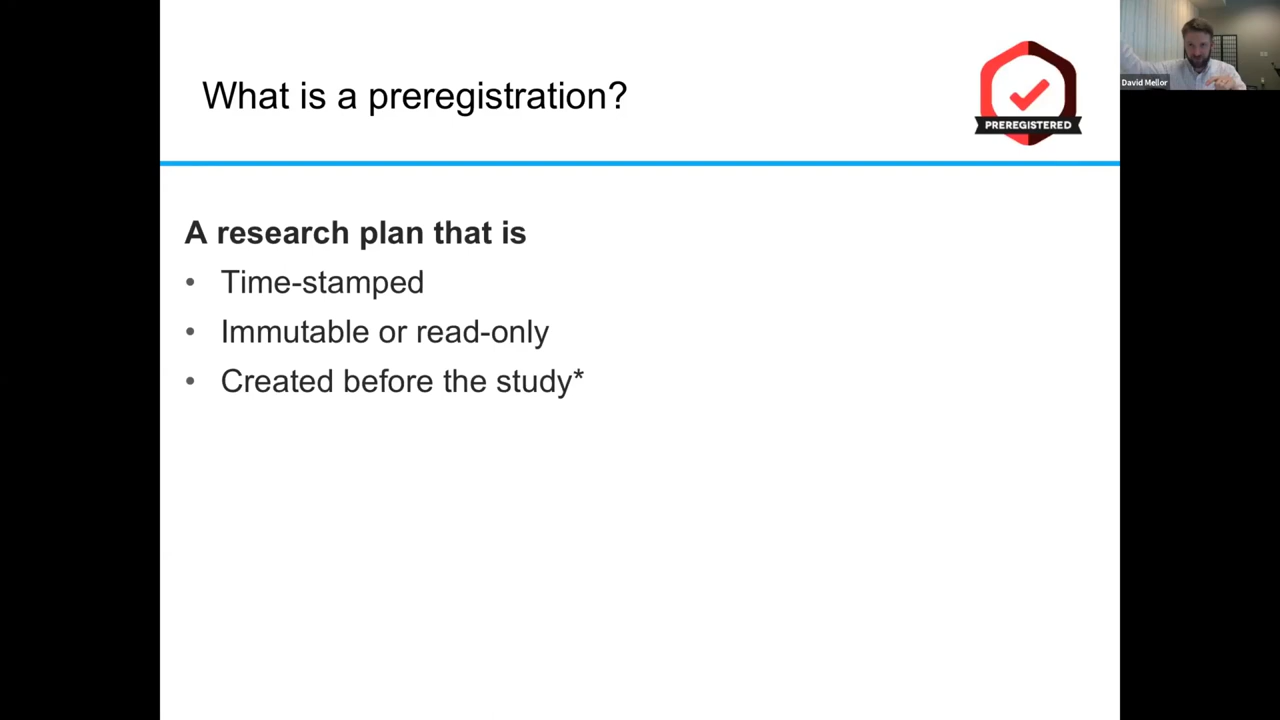 What is a preregistration?
PREREGISTERED
David Mellor
A research plan that is
• Time-stamped
• Immutable or read-only
• Created before the study*